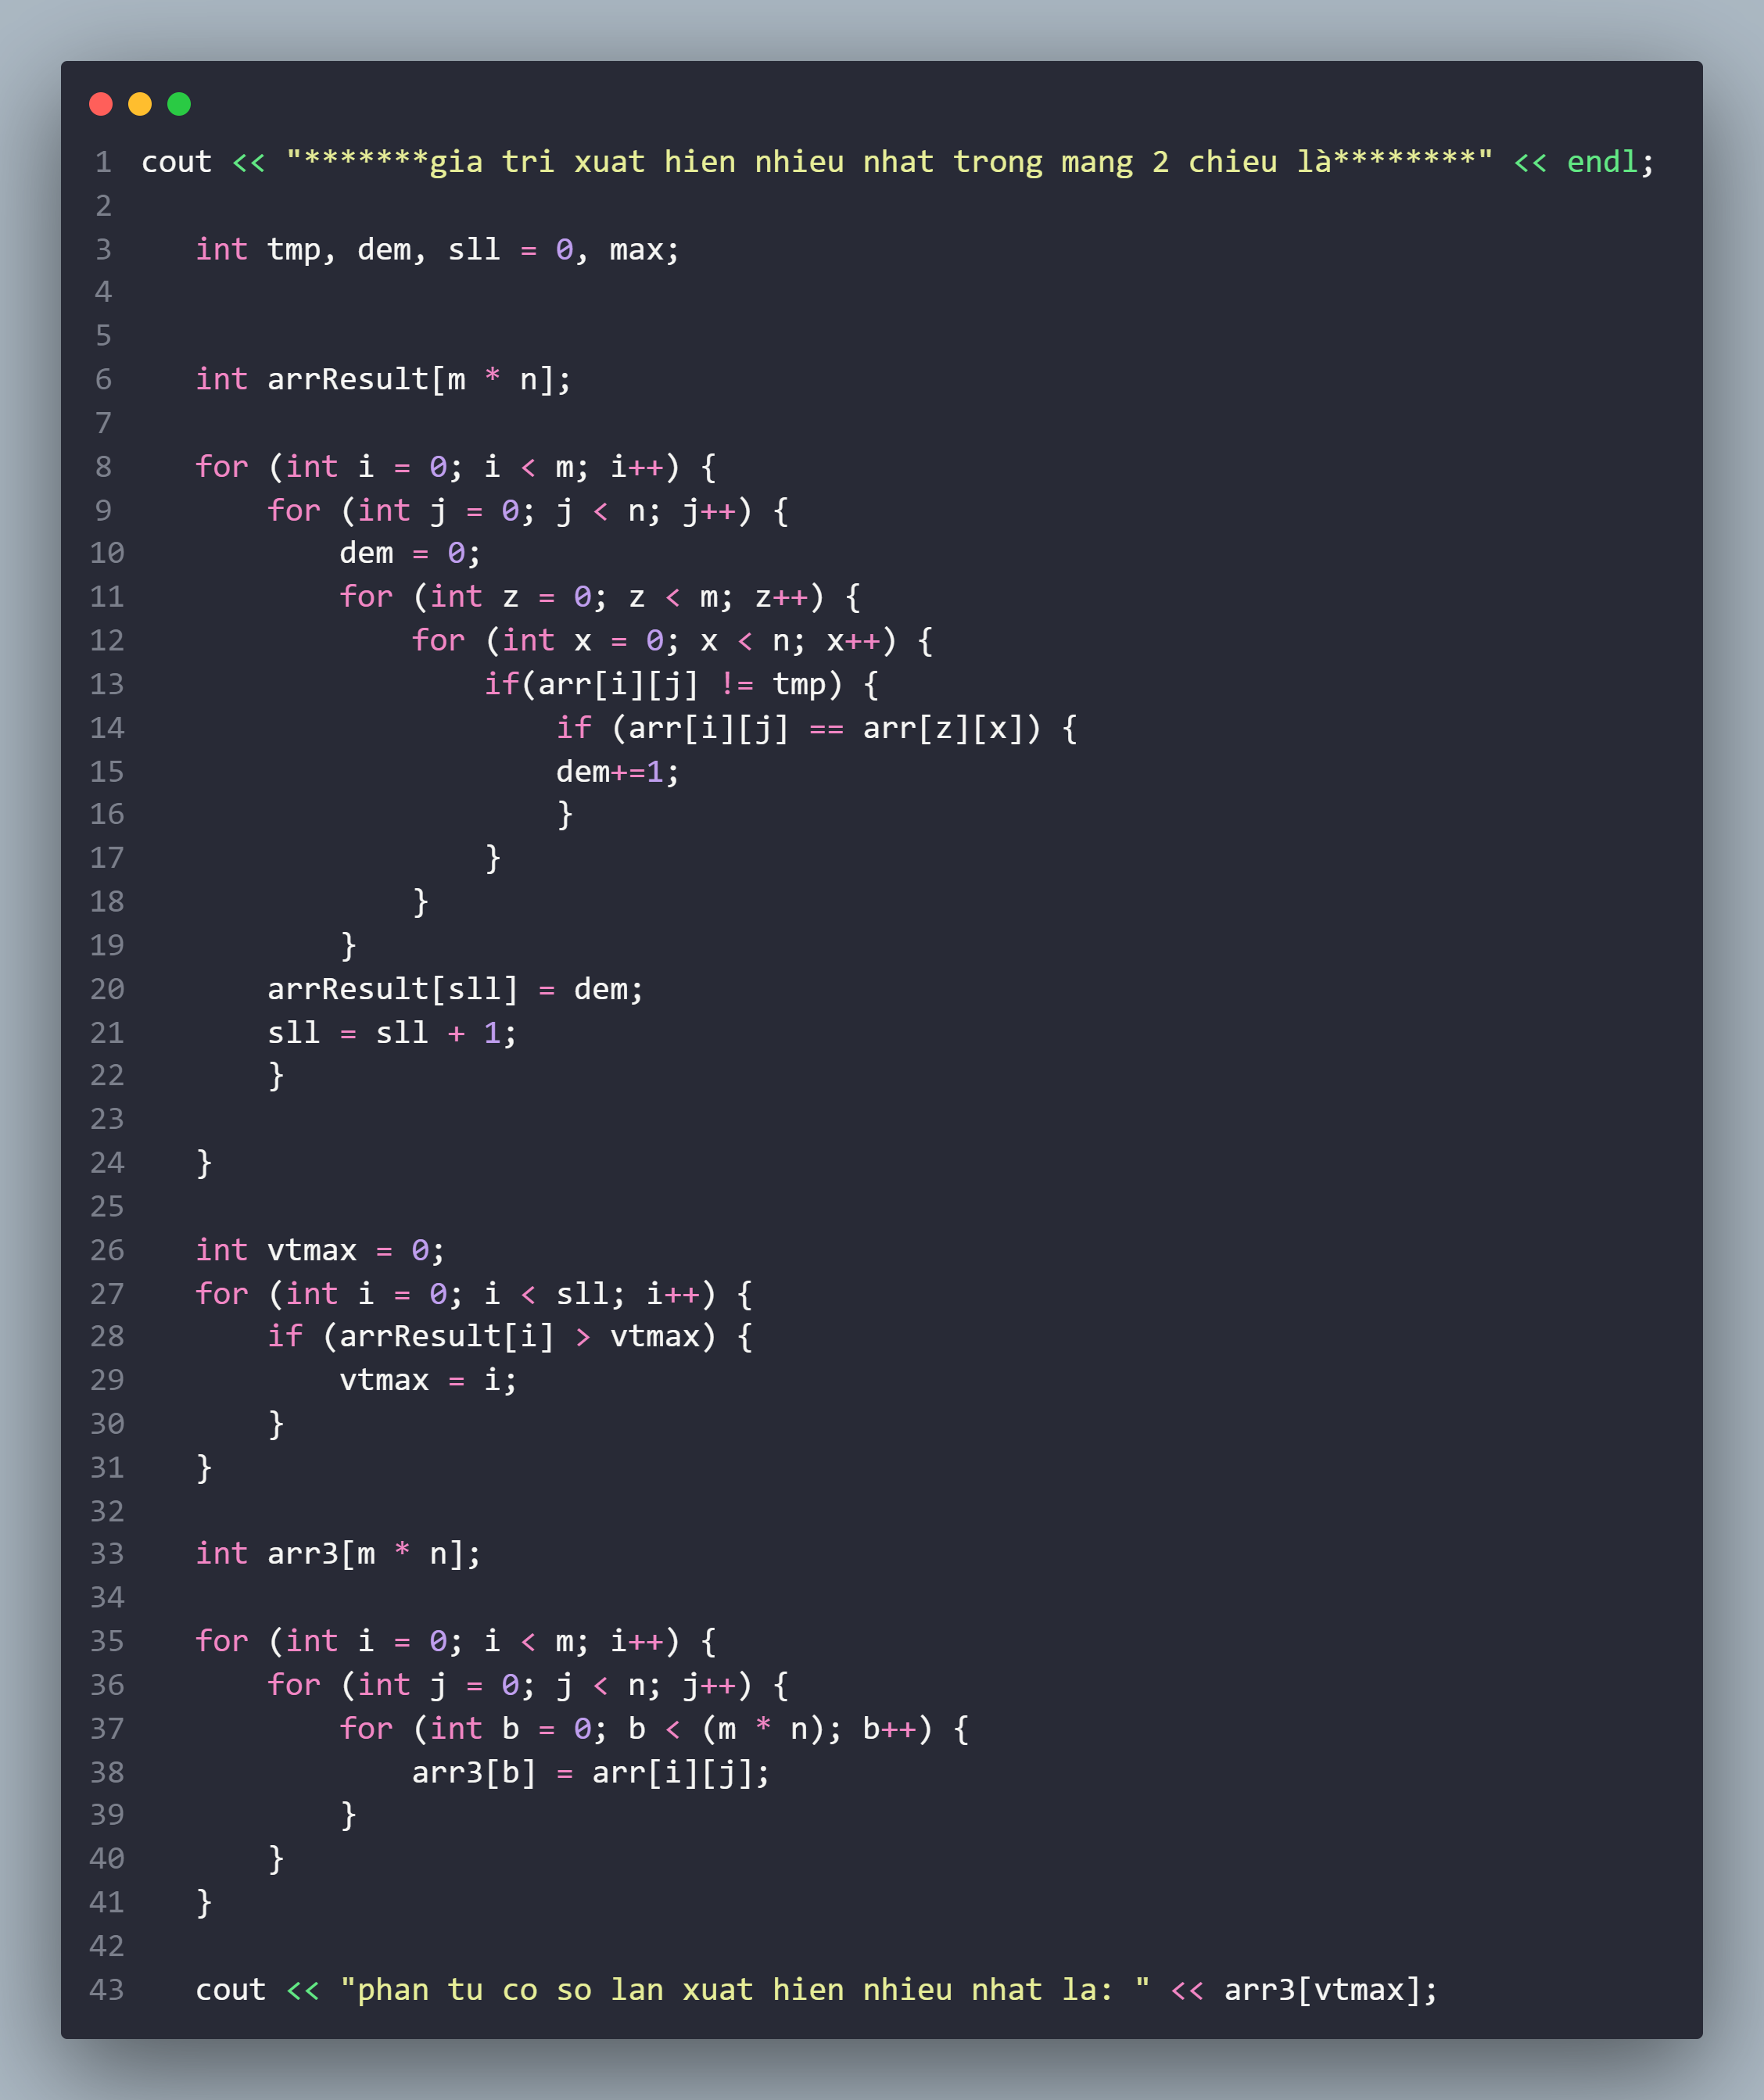 1 cout << "*******gia tri xuat hien nhieu nhat trong mang 2 chieu là********" << endl;
2
3    int tmp, dem, sll = 0, max;
4
5
6    int arrResult[m * n];
7
8    for (int i = 0; i < m; i++) {
9        for (int j = 0; j < n; j++) {
10            dem = 0;
11            for (int z = 0; z < m; z++) {
12                for (int x = 0; x < n; x++) {
13                    if(arr[i][j] != tmp) {
14                        if (arr[i][j] == arr[z][x]) {
15                        dem+=1;
16                        }
17                    }
18                }
19            }
20        arrResult[sll] = dem;
21        sll = sll + 1;
22        }
23
24    }
25
26    int vtmax = 0;
27    for (int i = 0; i < sll; i++) {
28        if (arrResult[i] > vtmax) {
29            vtmax = i;
30        }
31    }
32
33    int arr3[m * n];
34
35    for (int i = 0; i < m; i++) {
36        for (int j = 0; j < n; j++) {
37            for (int b = 0; b < (m * n); b++) {
38                arr3[b] = arr[i][j];
39            }
40        }
41    }
42
43    cout << "phan tu co so lan xuat hien nhieu nhat la: " << arr3[vtmax];